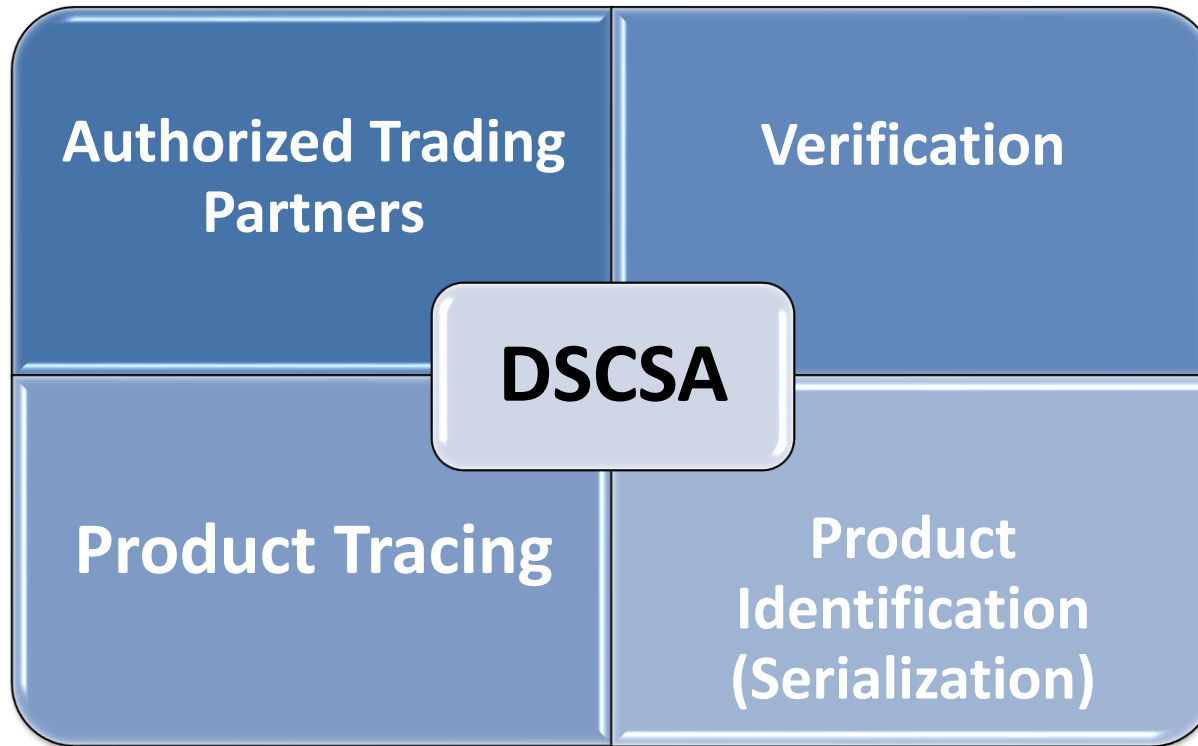 Authorized Trading
Partners
Verification
DSCSA
Product Tracing
Product
Identification
(Serialization)